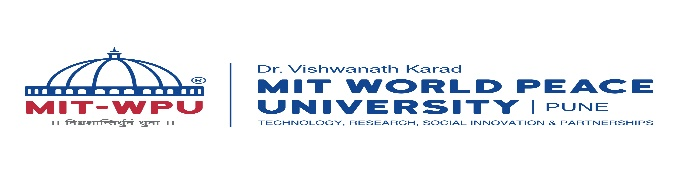 MIT-WPU
®
Dr. Vishwanath Karad
MIT WORLD PEACE
UNIVERSITY | PUNE
TECHNOLOGY, RESEARCH, SOCIAL INNOVATION & PARTNERSHIPS